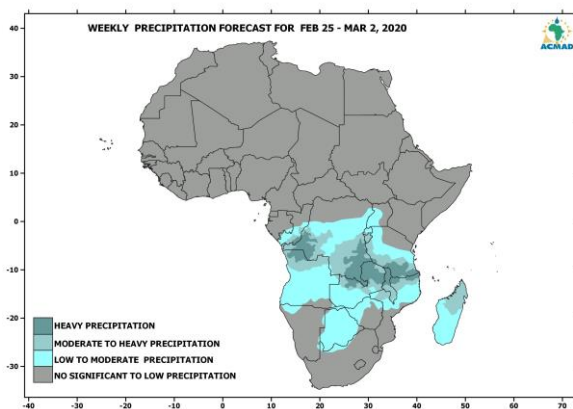 WEEKLY PRECIPITATION FORECAST FOR FEB 25 - MAR 2, 2020
ACMAD
40
30
20
10
0
-10
-20
-30
HEAVY PRECIPITATION
MODERATE TO HEAVY PRECIPITATION
LOW TO MODERATE PRECIPITATION
NO SIGNIFICANT TO LOW PRECIPITATION
-40 -30 -20 -10 0 10 20 30 40 50 60 70